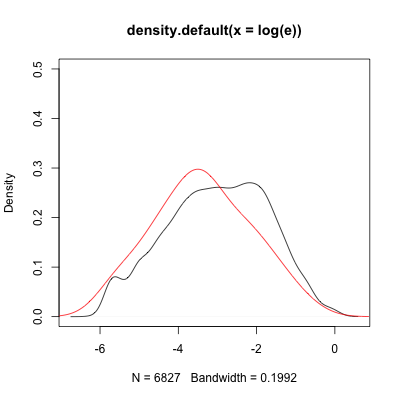 density.default(x = log(e))
Density
0.5
0.4
0.3
0.2
0.1
0.0
-6 -4 -2 0
N = 6827 Bandwidth = 0.1992